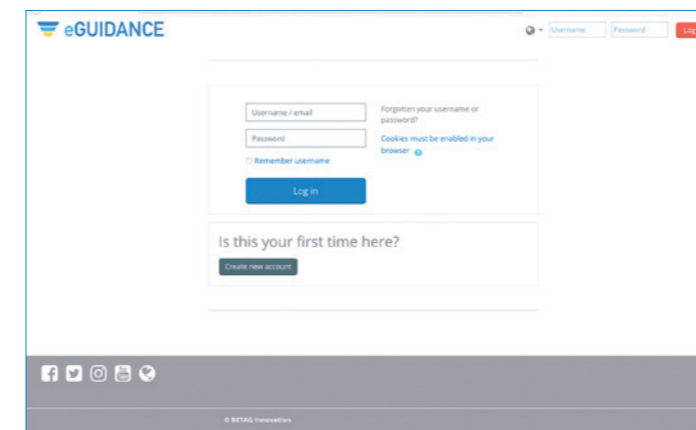 eGUIDANCE
Username
Password
Log
Username / email
Password
Remember username
Log in
Forgotten your username or
password?
Cookies must be enabled in your
browser
Is this your first time here?
Create new account
© BETAG Innovation